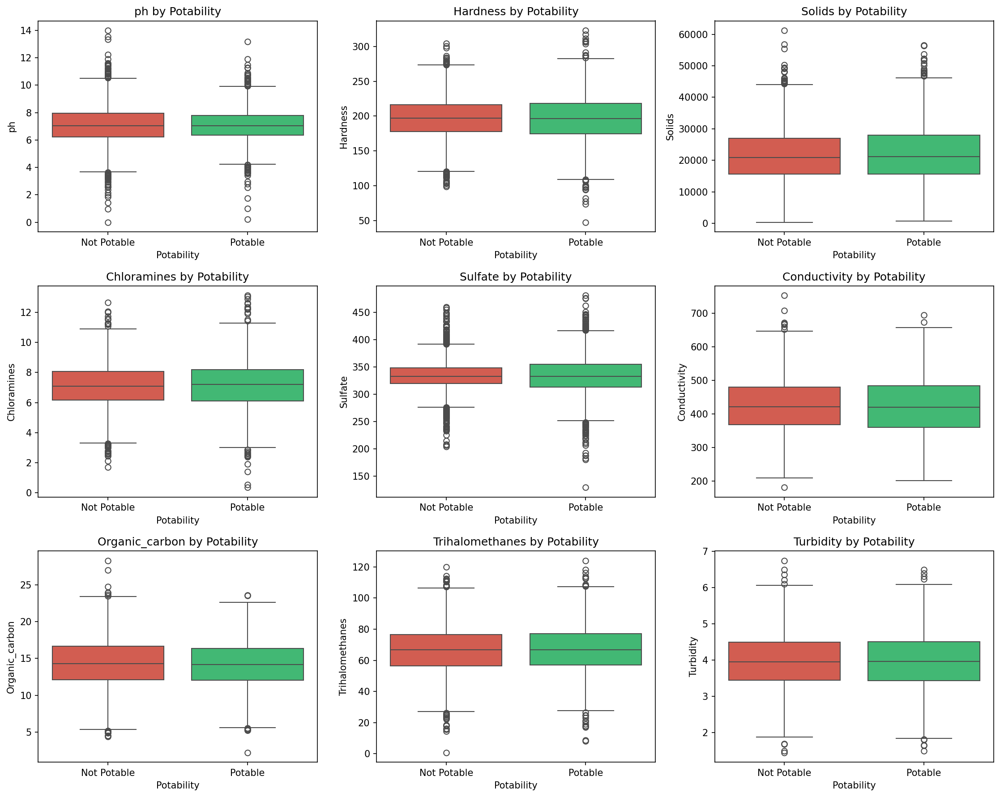 ph by Potability
14
12
10
8
6
4
2
0
ph
Not Potable
Potable
Potability
Hardness by Potability
300
250
200
150
100
50
Hardness
Not Potable
Potable
Potability
Solids by Potability
60000
50000
40000
30000
20000
10000
0
Solids
Not Potable
Potable
Potability
Chloramines by Potability
12
10
8
6
4
2
0
Chloramines
Not Potable
Potable
Potability
Sulfate by Potability
450
400
350
300
250
200
150
Sulfate
Not Potable
Potable
Potability
Conductivity by Potability
700
600
500
400
300
200
Conductivity
Not Potable
Potable
Potability
Organic_carbon by Potability
25
20
15
10
5
Organic_carbon
Not Potable
Potable
Potability
Trihalomethanes by Potability
120
100
80
60
40
20
0
Trihalomethanes
Not Potable
Potable
Potability
Turbidity by Potability
7
6
5
4
3
2
Turbidity
Not Potable
Potable
Potability